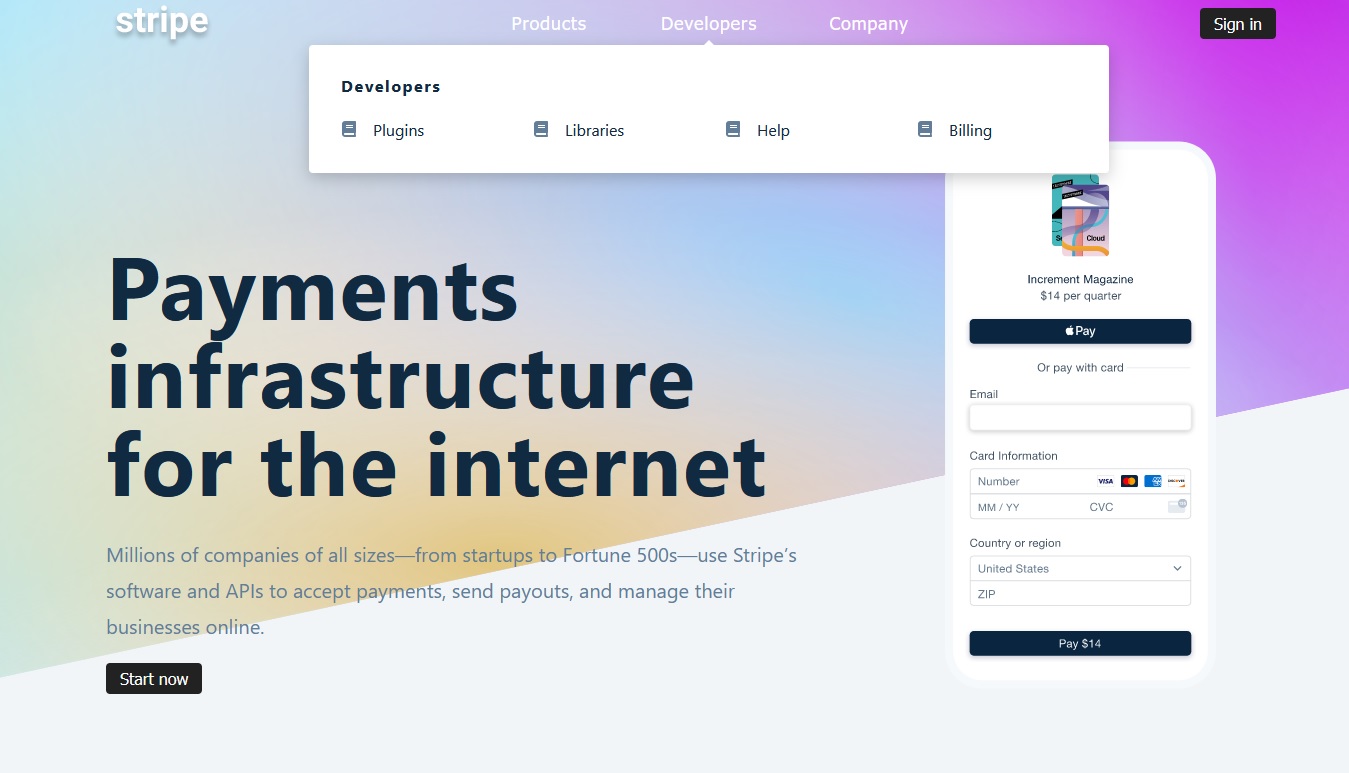 stripe
Products
Developers
Company
Sign in
Developers
Plugins
Libraries
Help
Billing
Payments
infrastructure
for the internet
Millions of companies of all sizes—from startups to Fortune 500s—use Stripe’s
software and APIs to accept payments, send payouts, and manage their
businesses online.
Start now
Cloud
Increment Magazine
$14 per quarter
Pay
Or pay with card
Email
Card Information
Number
VISA
DISCOVER
MM / YY
CVC
Country or region
United States
ZIP
Pay $14